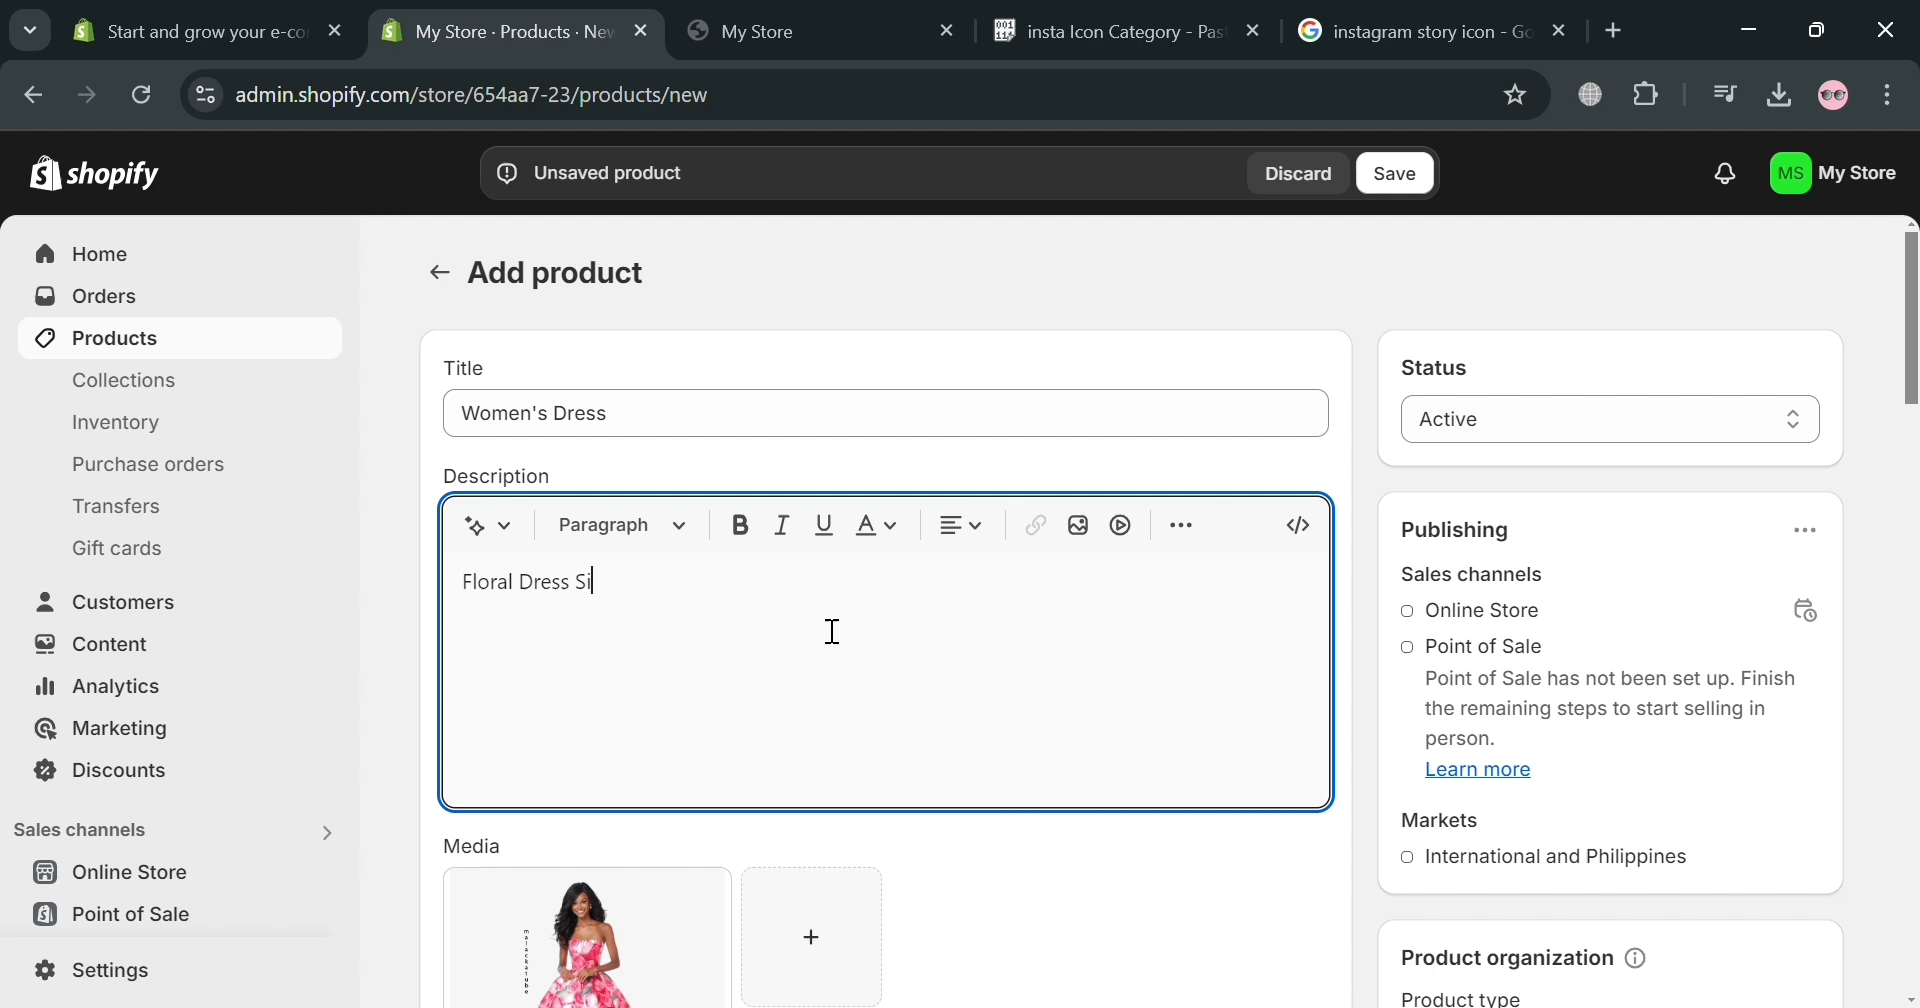 Start and grow your e-co
My Store · Products · New
My Store
insta Icon Category - Pas
instagram story icon - Go
admin.shopify.com/store/654aa7-23/products/new
shopify
Unsaved product
Discard
Save
MS My Store
Home
Orders
Products
Collections
Inventory
Purchase orders
Transfers
Gift cards
Customers
Content
Analytics
Marketing
Discounts
Sales channels
Online Store
Point of Sale
Settings
Add product
Title
Women's Dress
Description
Paragraph
B I U A
Floral Dress Si
Media
malackatube
Status
Active
Publishing
Sales channels
Online Store
Point of Sale
Point of Sale has not been set up. Finish
the remaining steps to start selling in
person.
Learn more
Markets
International and Philippines
Product organization
Product type